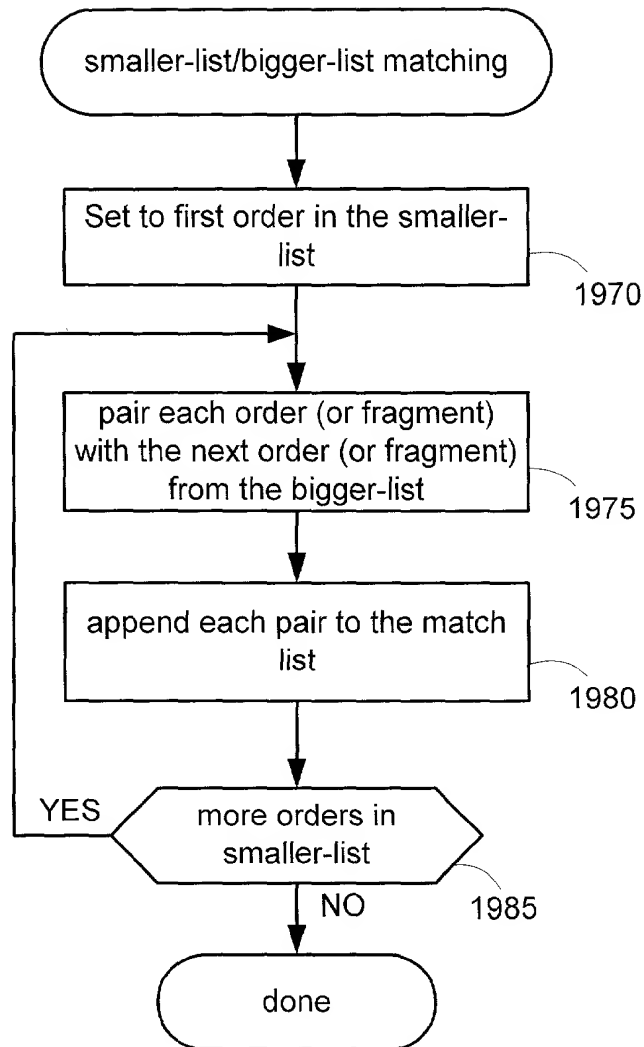 smaller-list/bigger-list matching
Set to first order in the smaller-
list
1970
pair each order (or fragment)
with the next order (or fragment)
from the bigger-list
1975
append each pair to the match
list
1980
YES
more orders in
smaller-list
1985
NO
done